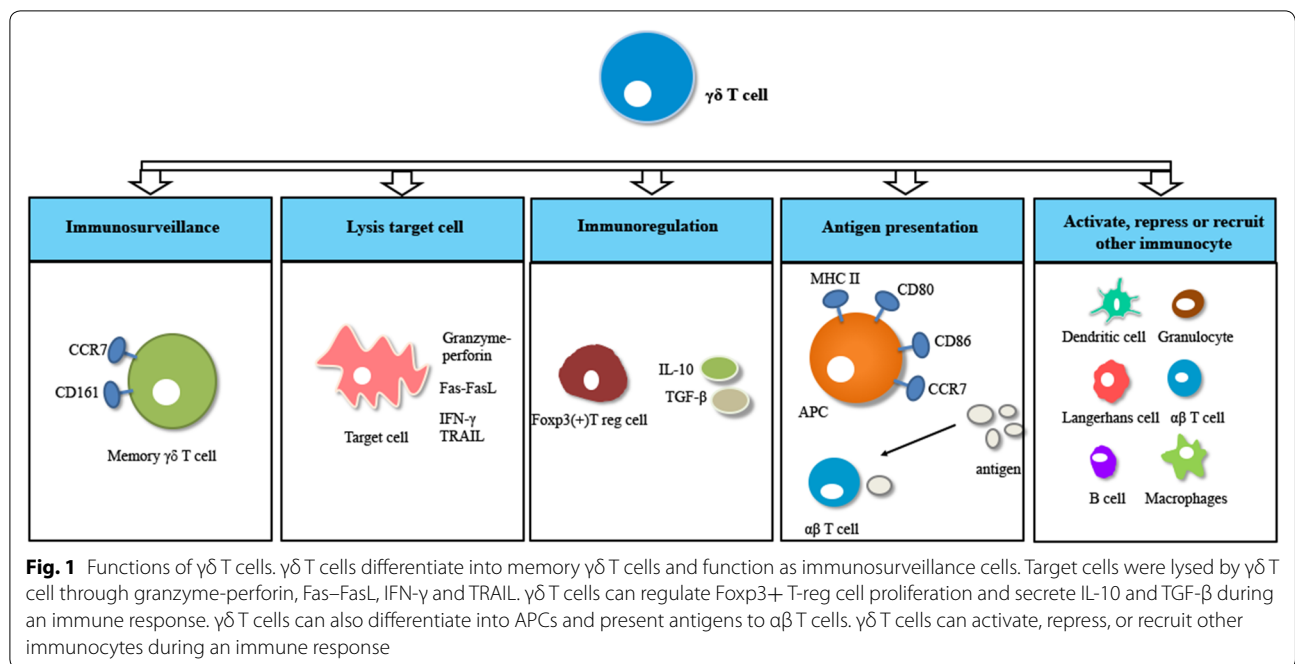 γδ T cell
Immunosurveillance
CCR7
CD161
Memory γδ T cell
Lysis target cell
Granzyme-
perforin
Fas-FasL
IFN-γ
TRAIL
Target cell
Immunoregulation
IL-10
TGF-β
Foxp3(+)T reg cell
Antigen presentation
MHC II
CD80
CD86
CCR7
APC
antigen
αβ T cell
Activate, repress or recruit
other immunocyte
Dendritic cell
Granulocyte
Langerhans cell
αβ T cell
B cell
Macrophages
Fig. 1 Functions of γδ T cells. γδ T cells differentiate into memory γδ T cells and function as immunosurveillance cells. Target cells were lysed by γδ T
cell through granzyme-perforin, Fas–FasL, IFN-γ and TRAIL. γδ T cells can regulate Foxp3+ T-reg cell proliferation and secrete IL-10 and TGF-β during
an immune response. γδ T cells can also differentiate into APCs and present antigens to αβ T cells. γδ T cells can activate, repress, or recruit other
immunocytes during an immune response